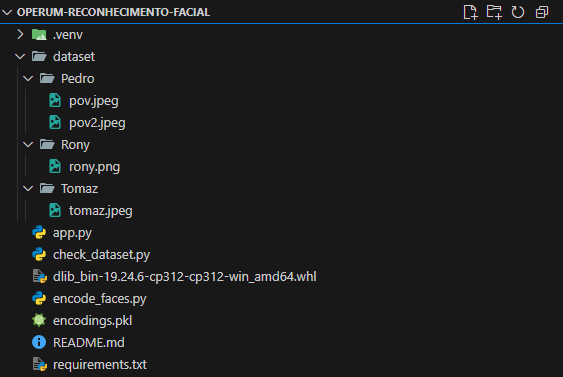 OPERUM-RECONHECIMENTO-FACIAL
.venv
dataset
Pedro
pov.jpeg
pov2.jpeg
Rony
rony.png
Tomaz
tomaz.jpeg
app.py
check_dataset.py
dlib_bin-19.24.6-cp312-cp312-win_amd64.whl
encode_faces.py
encodings.pkl
README.md
requirements.txt